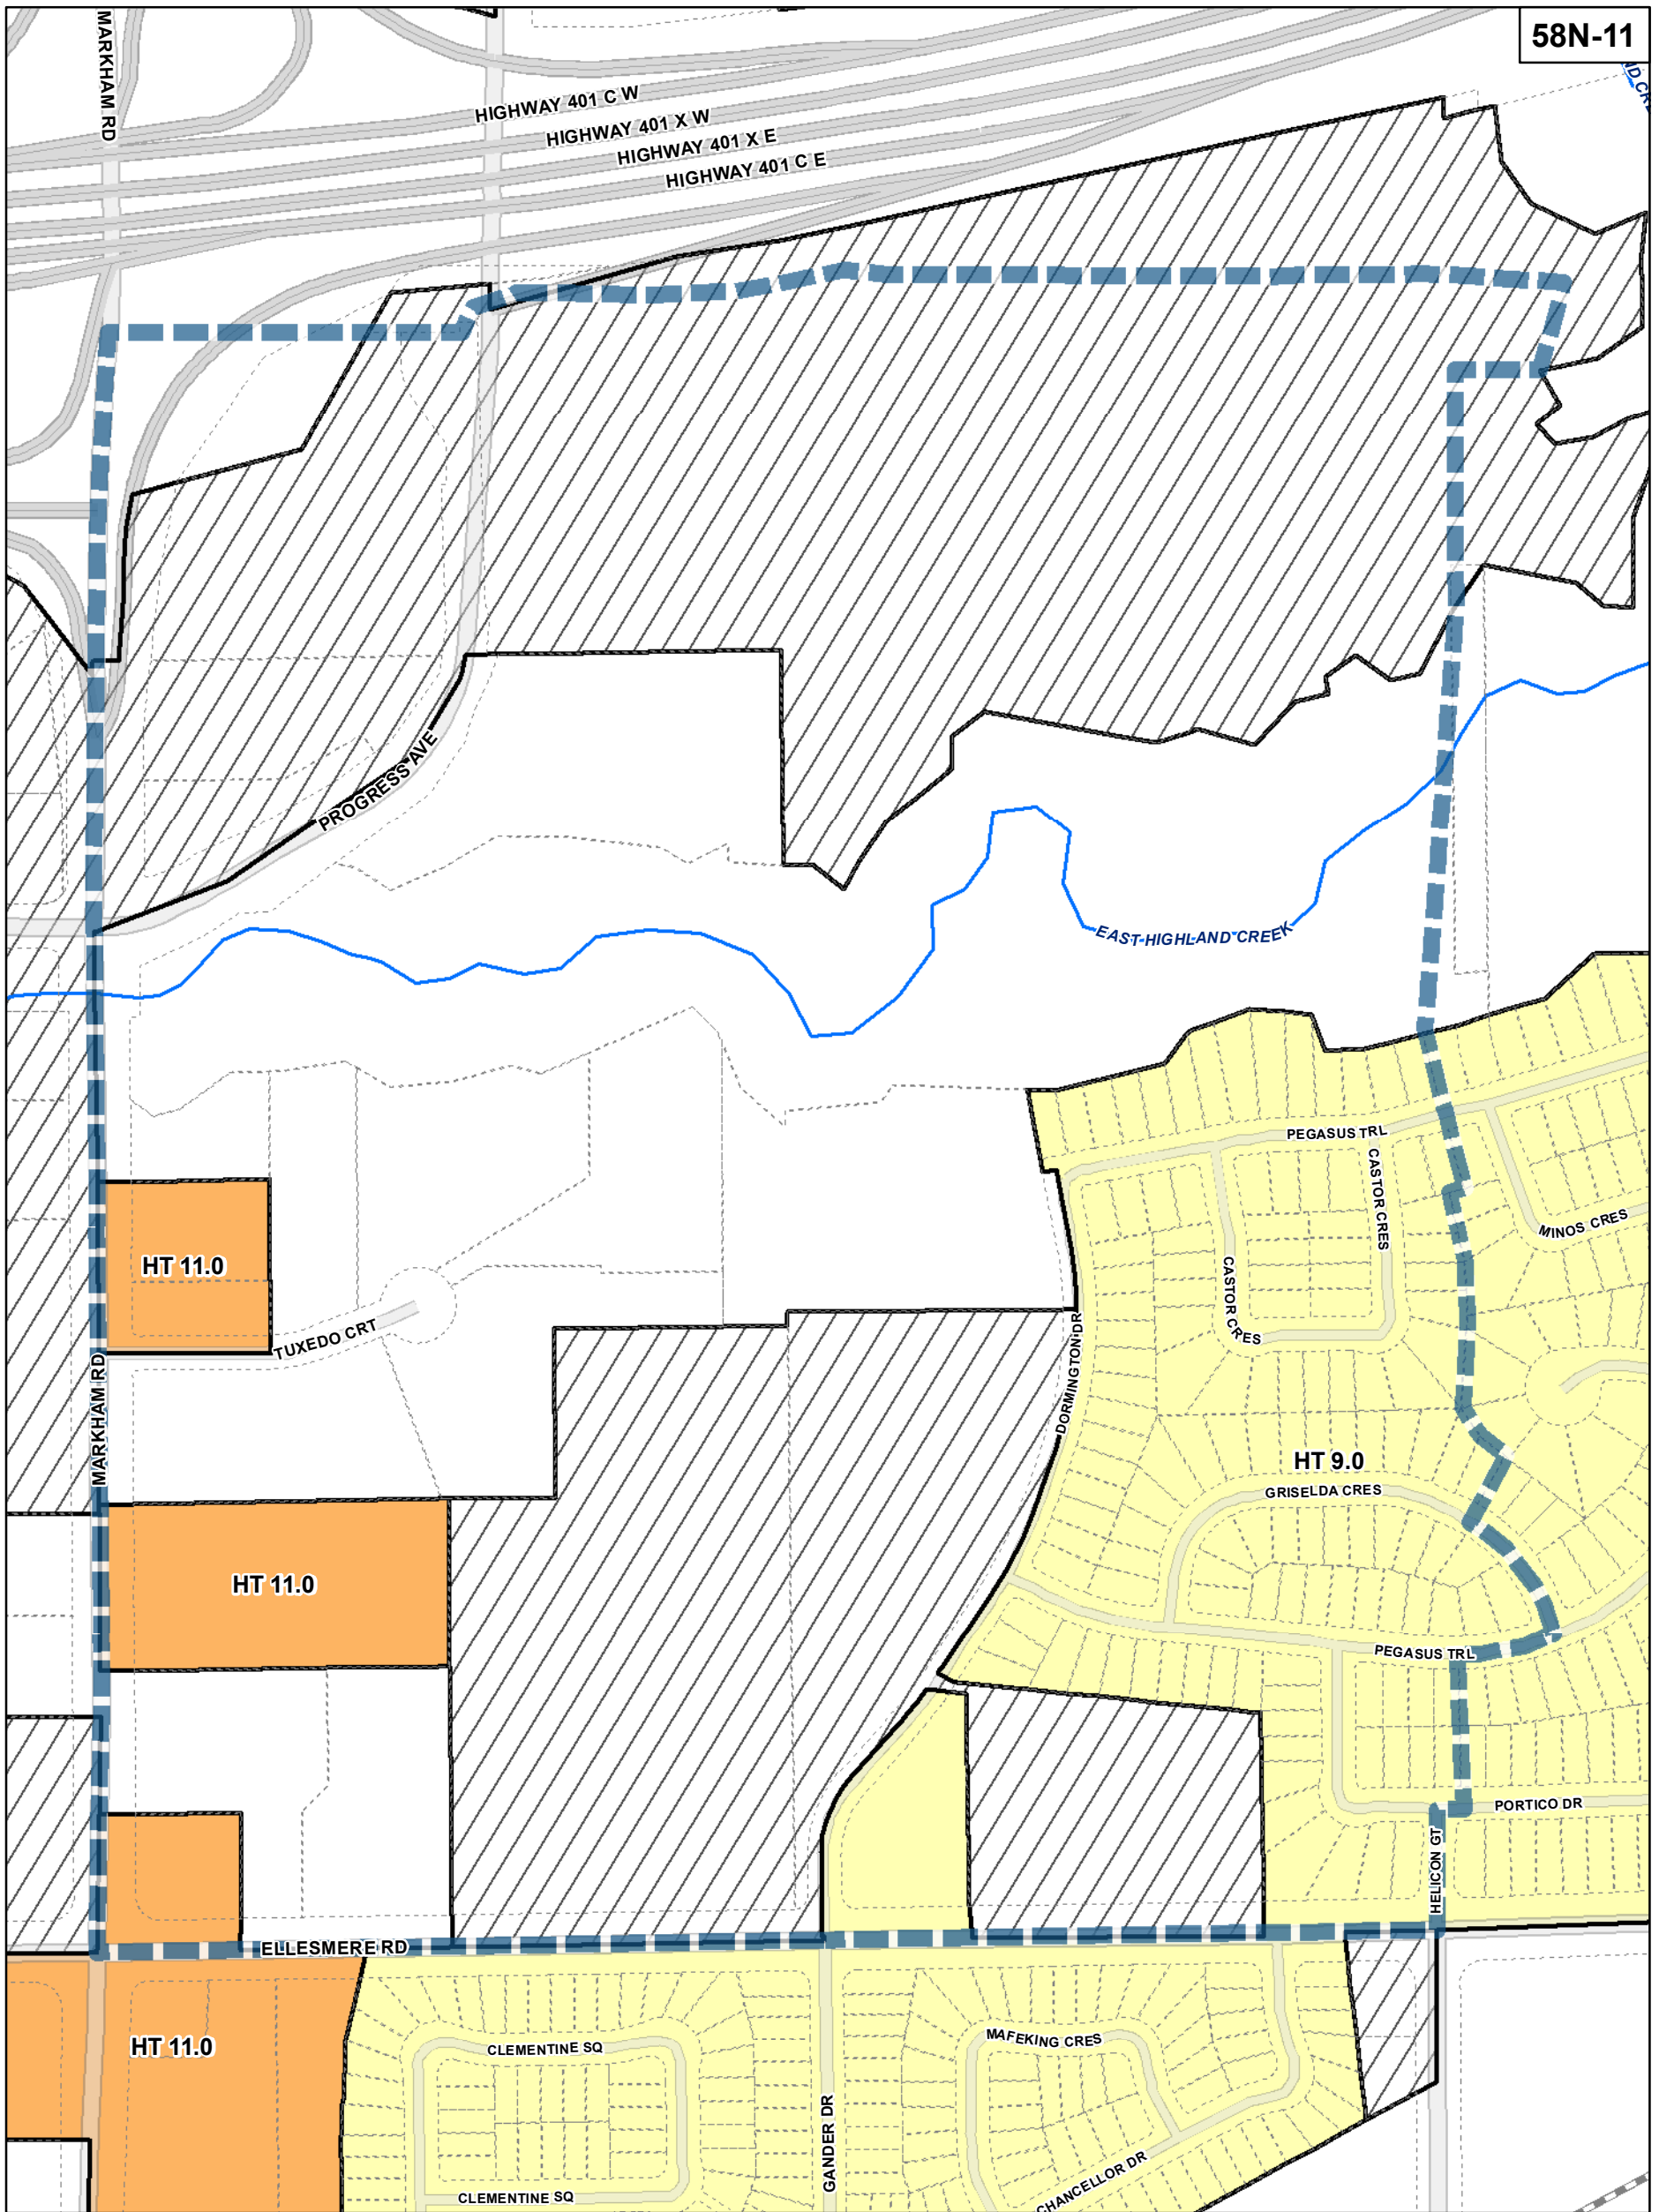 58N-11
MARKHAM RD
HIGHWAY 401 C W
HIGHWAY 401 X W
HIGHWAY 401 X E
HIGHWAY 401 C E
PROGRESS AVE
EAST HIGHLAND CREEK
PEGASUS TRL
CASTOR CRES
MINOS CRES
HT 11.0
CASTOR CRES
TUXEDO CRT
DORMINGTON DR
MARKHAM RD
HT 9.0
GRISELDA CRES
HT 11.0
PEGASUS TRL
PORTICO DR
HELICON GT
ELLESMERE RD
HT 11.0
CLEMENTINE SQ
MAFEKING CRES
GANDER DR
CHANCELLOR DR
CLEMENTINE SQ